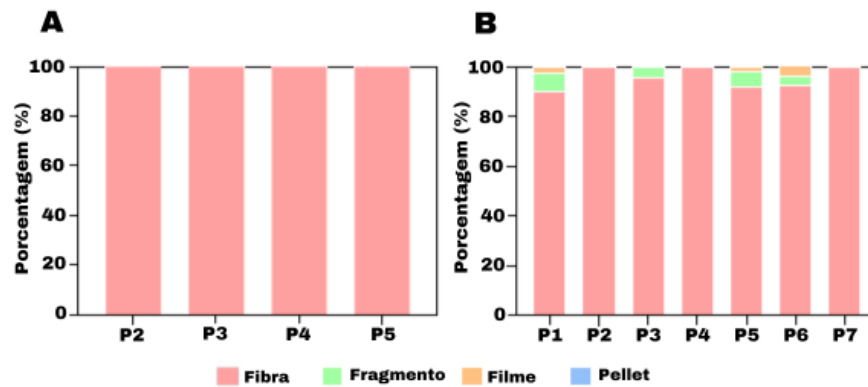 A
B
Porcentagem (%)
100
80
60
40
20
0
P2 P3 P4 P5
Porcentagem (%)
100
80
60
40
20
0
P1 P2 P3 P4 P5 P6 P7
Fibra Fragmento Filme Pellet